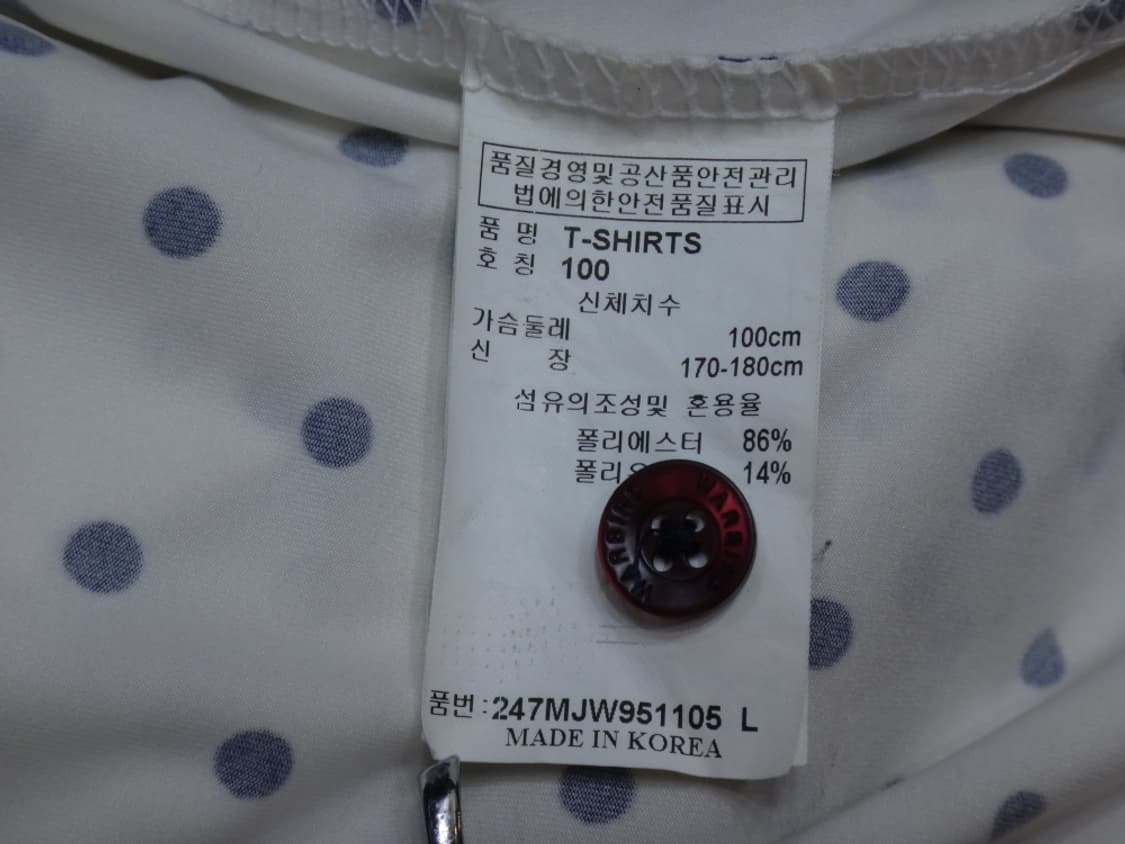 품질경영및공산품안전관리
법에의한안전품질표시
품 명 T-SHIRTS
호 칭 100
신체치수
가슴둘레 100cm
신 장 170-180cm
섬유의조성및 혼용율
폴리에스터 86%
14%
품번:247MJW951105 L
MADE IN KOREA